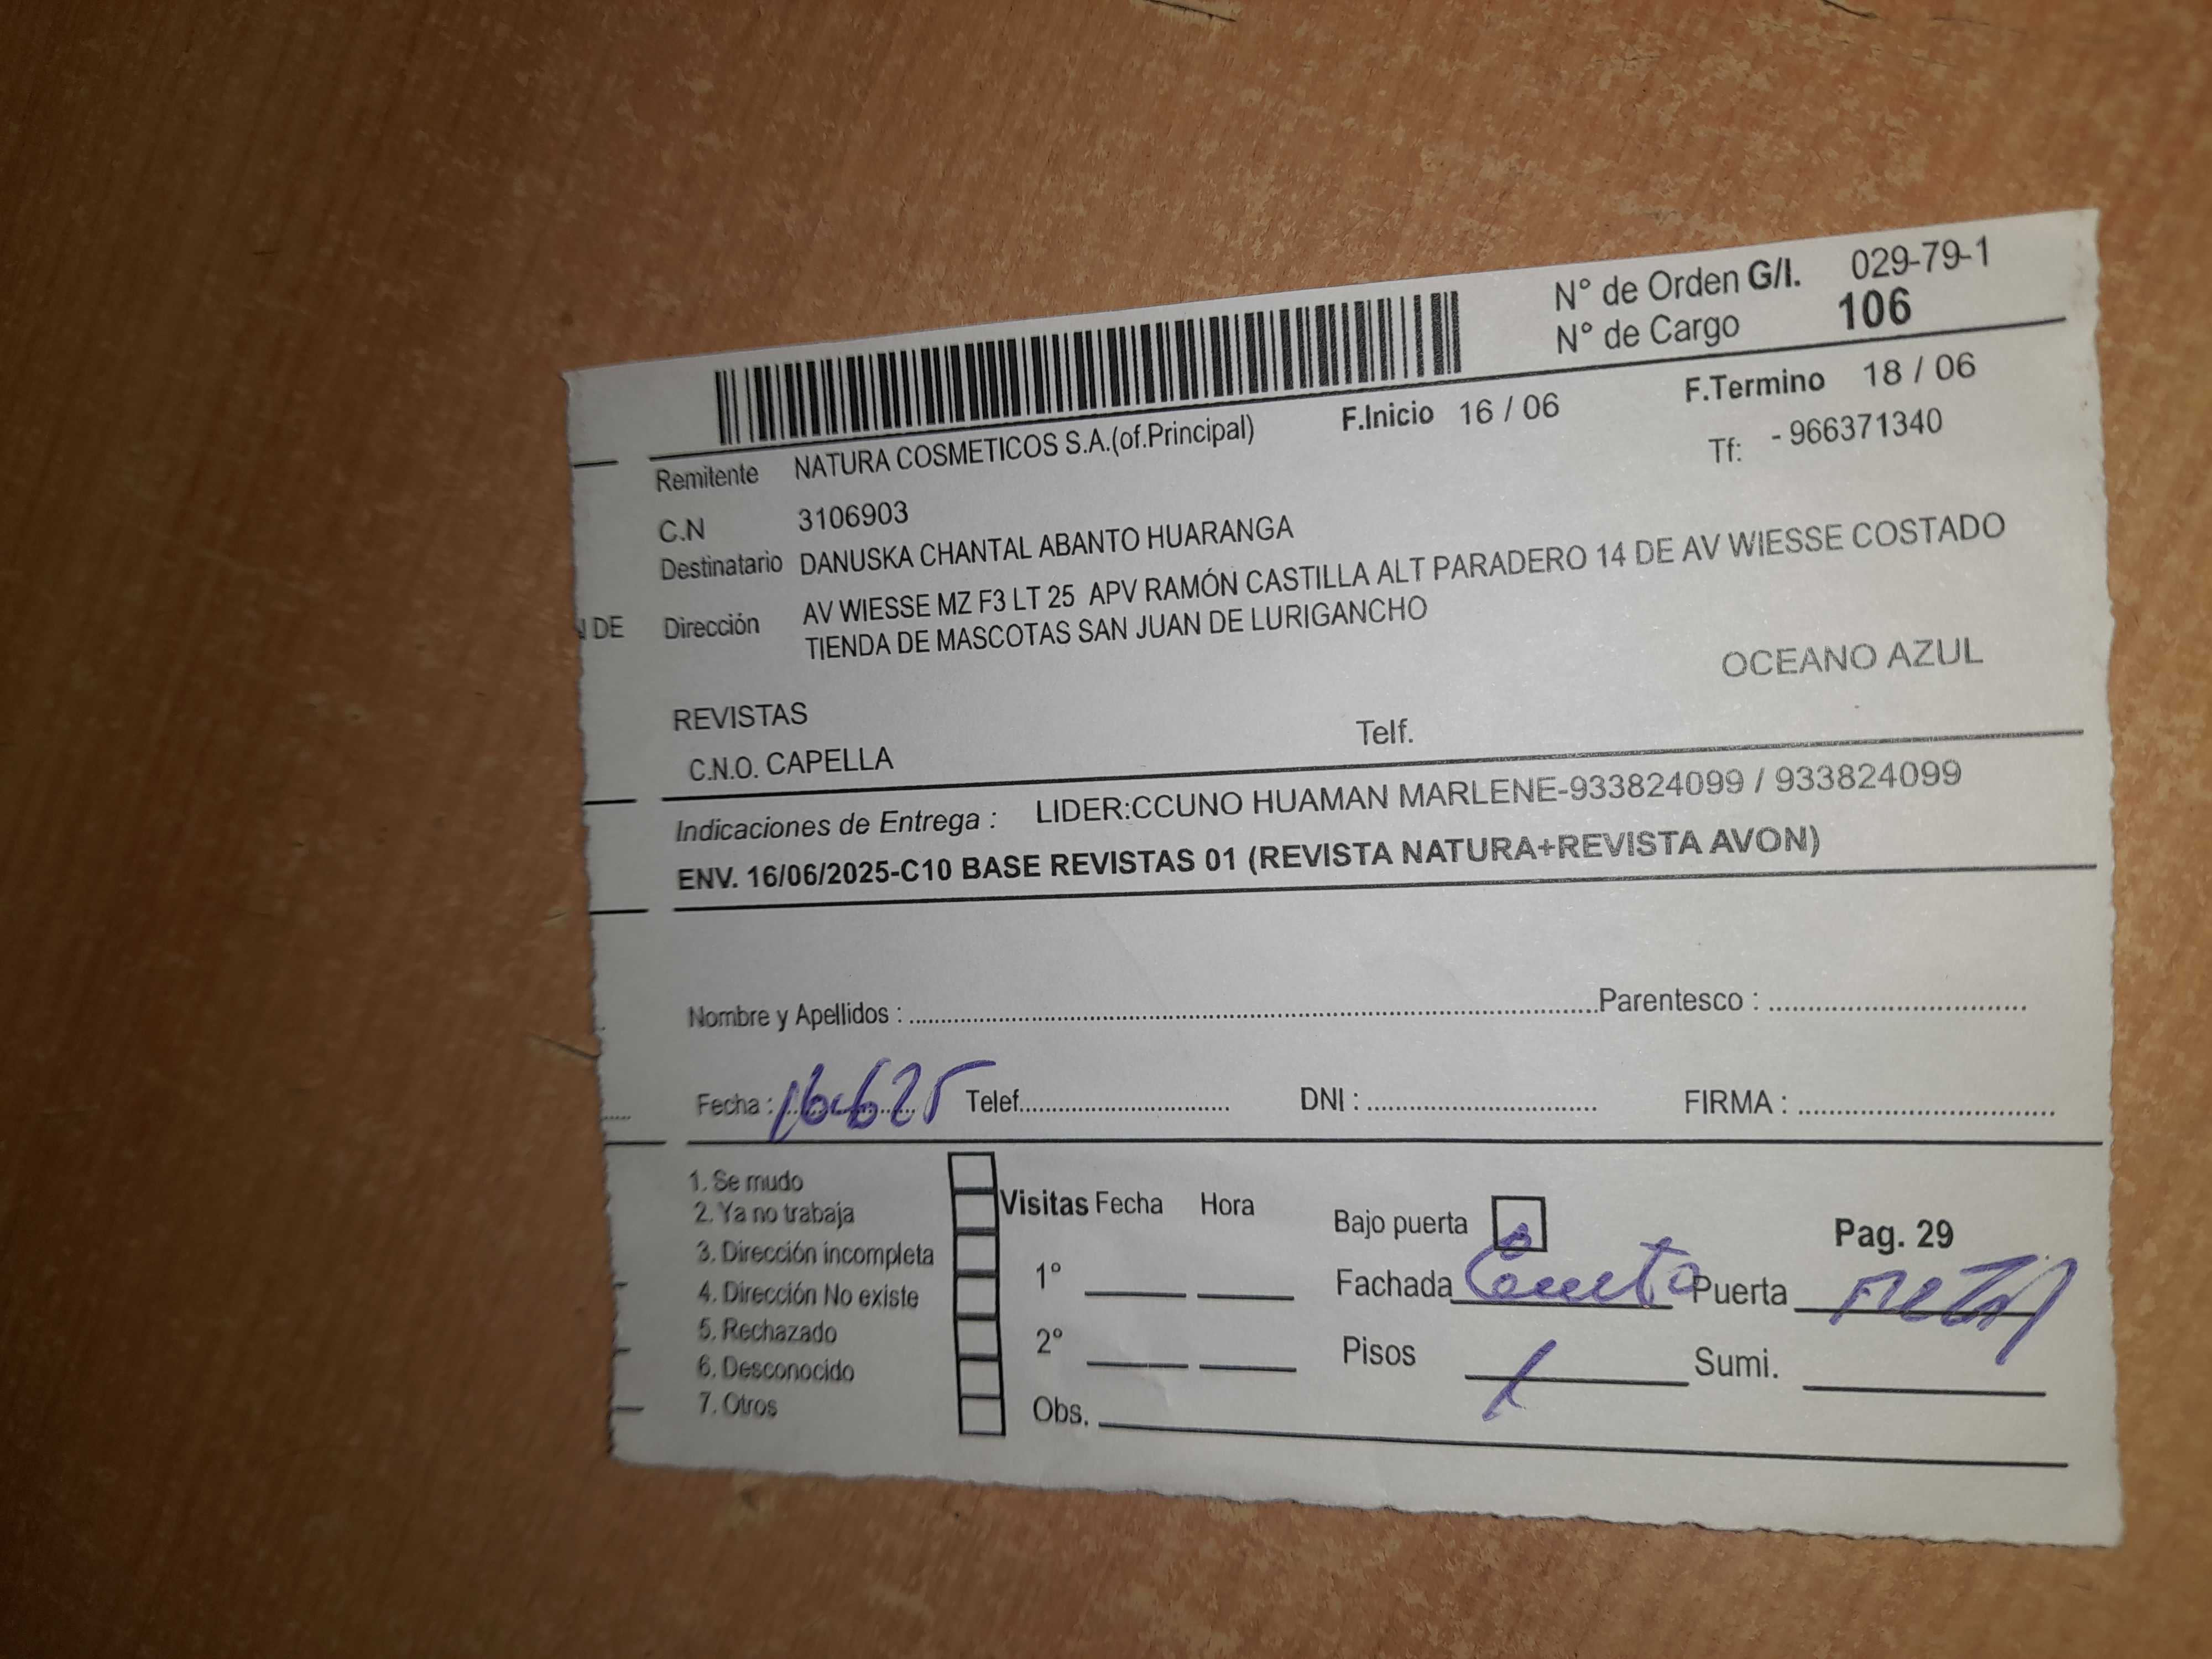 N° de Orden G/I. 029-79-1
N° de Cargo 106
F.Inicio 16 / 06 F.Termino 18 / 06
Remitente NATURA COSMETICOS S.A.(of.Principal) Tf: - 966371340
C.N 3106903
Destinatario DANUSKA CHANTAL ABANTO HUARANGA
DE Dirección AV WIESSE MZ F3 LT 25 APV RAMÓN CASTILLA ALT PARADERO 14 DE AV WIESSE COSTADO
TIENDA DE MASCOTAS SAN JUAN DE LURIGANCHO
OCEANO AZUL
REVISTAS
C.N.O. CAPELLA Telf.
Indicaciones de Entrega : LIDER:CCUNO HUAMAN MARLENE-933824099 / 933824099
ENV. 16/06/2025-C10 BASE REVISTAS 01 (REVISTA NATURA+REVISTA AVON)
Nombre y Apellidos : Parentesco :
Fecha : 16-6-25 Telef. DNI : FIRMA :
1. Se mudo
2. Ya no trabaja
3. Dirección incompleta
4. Dirección No existe
5. Rechazado
6. Desconocido
7. Otros
Visitas Fecha Hora
1°
2°
Obs.
Bajo puerta Pag. 29
Fachada Puerta
Pisos 1 Sumi.